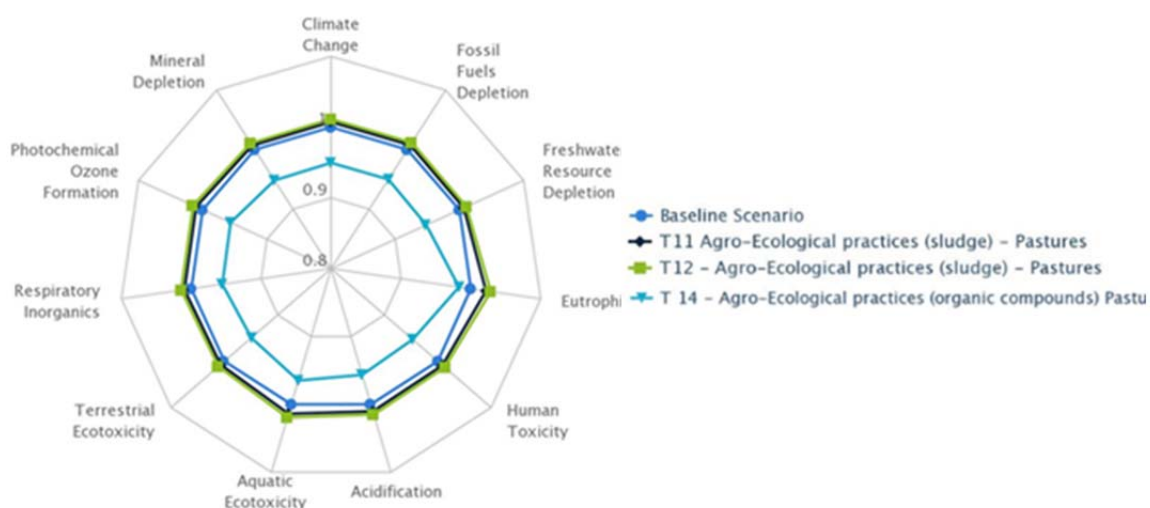 Climate
Change
Fossil
Fuels
Depletion
Freshwate
Resource
Depletion
Eutrophi
Human
Toxicity
Acidification
Aquatic
Ecotoxicity
Terrestrial
Ecotoxicity
Respiratory
Inorganics
Photochemical
Ozone
Formation
Mineral
Depletion
1
0.9
0.8
Baseline Scenario
T11 Agro-Ecological practices (sludge) – Pastures
T12 – Agro-Ecological practices (sludge) – Pastures
T 14 – Agro-Ecological practices (organic compounds) Pastu